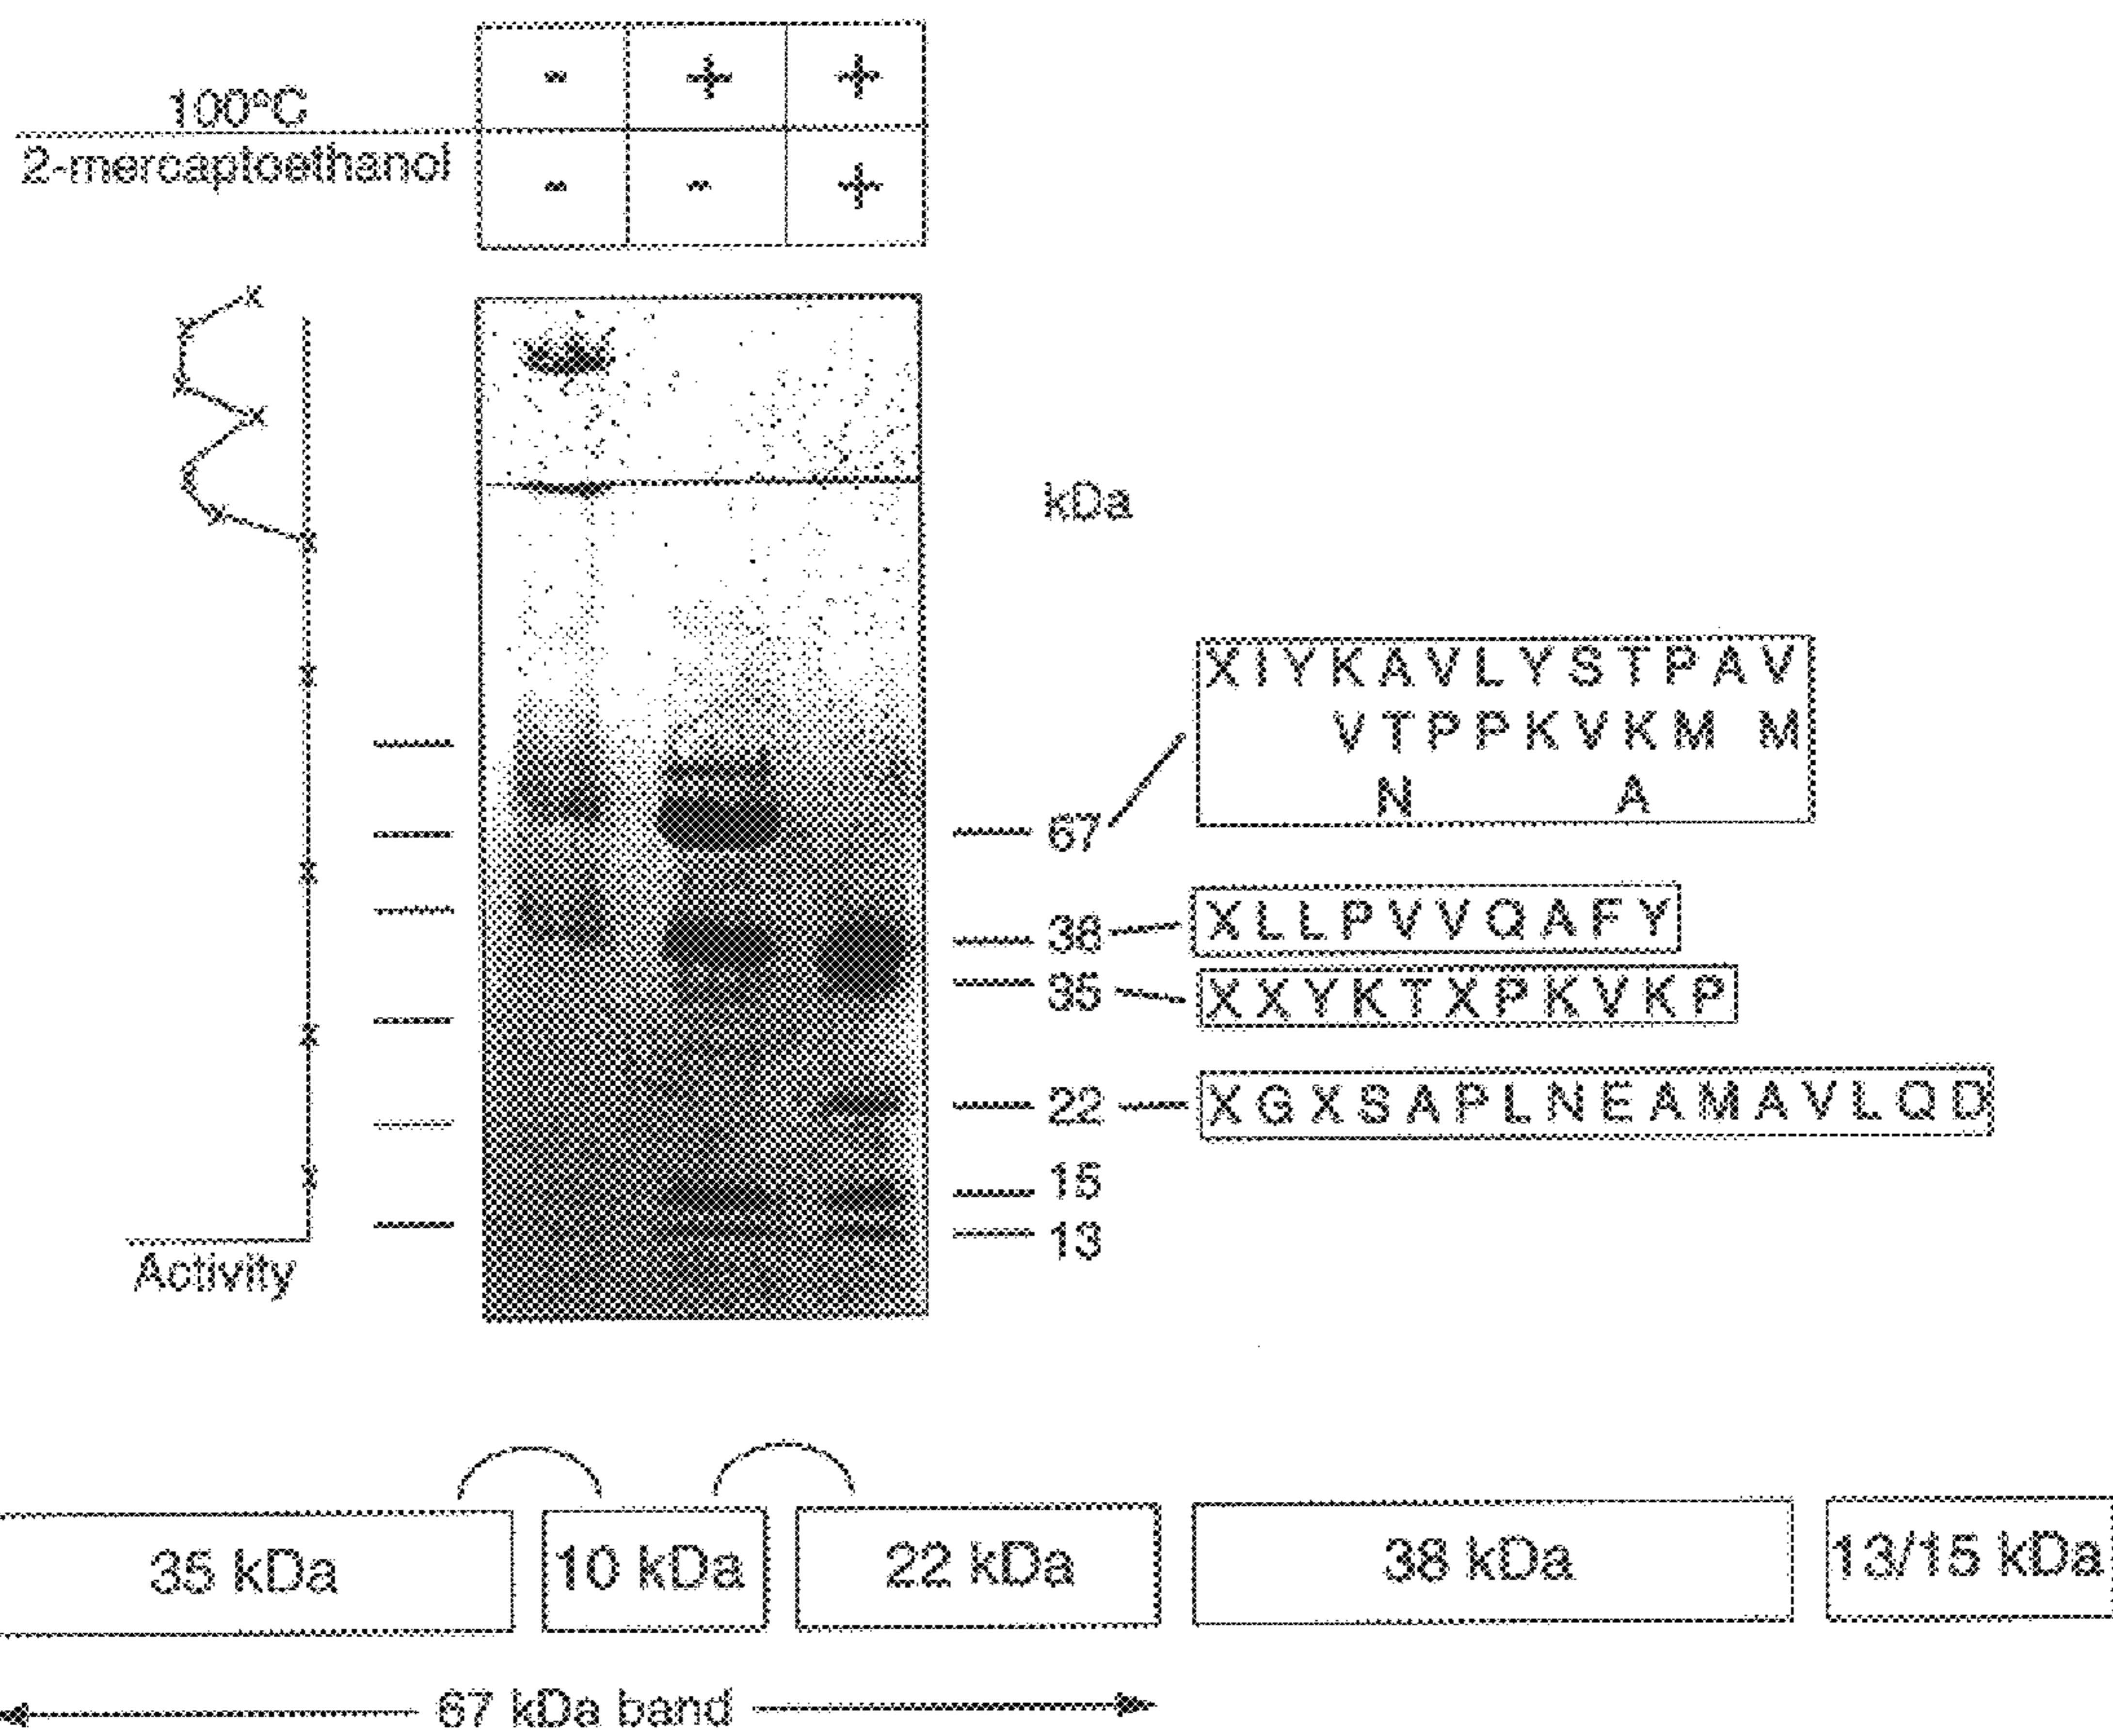 100ºC
2-mercaptoethanol
- + +
- - +
kDa
67
38
35
22
15
13
XIYKAVLYSTPAV
VTPPKVKM M
N A
XLLPVVQAFY
XXYKTXPKVKP
XGXSAPLNEAMAVLQD
Activity
35 kDa
10 kDa
22 kDa
38 kDa
13/15 kDa
67 kDa band